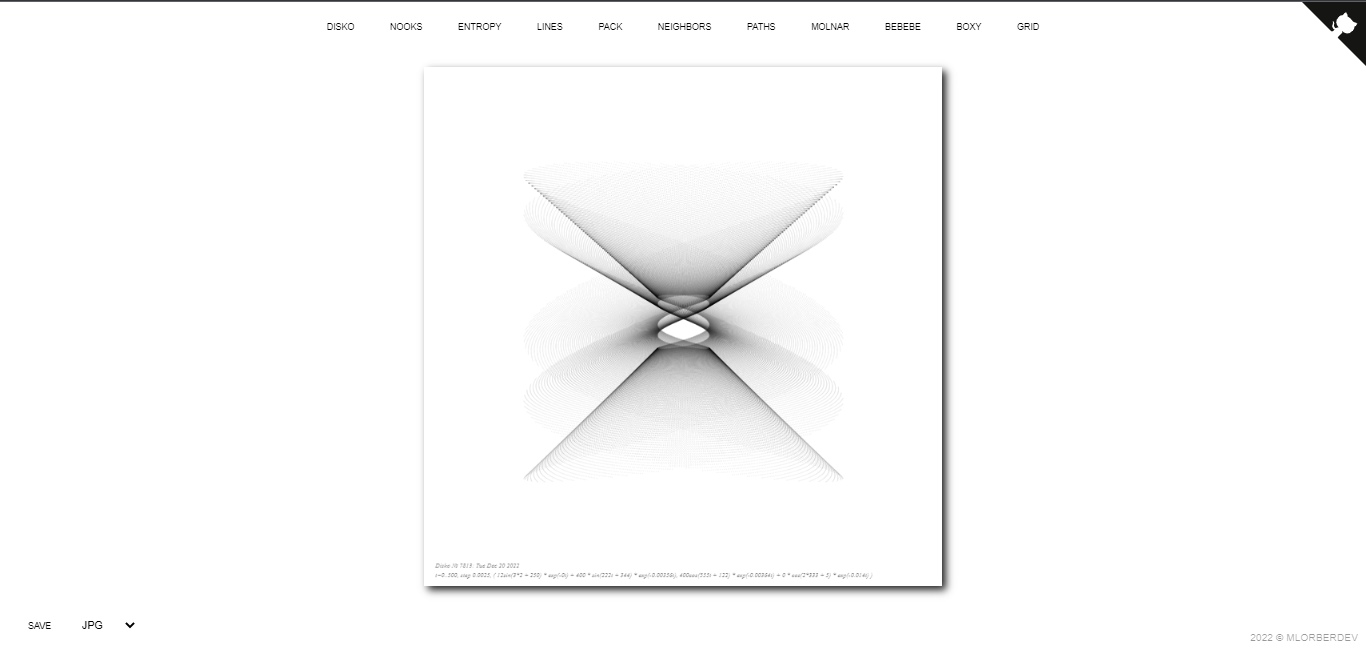 DISKO NOOKS ENTROPY LINES PACK NEIGHBORS PATHS MOLNAR BEBEBE BOXY GRID
Disko № 7819. Tue Dec 20 2022
SAVE JPG
2022 © MLORBERDEV